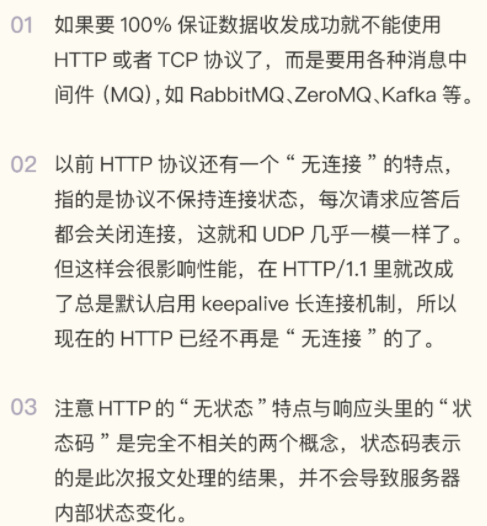 01 如果要 100% 保证数据收发成功就不能使用
HTTP 或者 TCP 协议了，而是要用各种消息中
间件（MQ），如 RabbitMQ、ZeroMQ、Kafka 等。
02 以前 HTTP 协议还有一个“无连接”的特点，
指的是协议不保持连接状态，每次请求应答后
都会关闭连接，这就和 UDP 几乎一模一样了。
但这样会很影响性能，在 HTTP/1.1 里就改成
了总是默认启用 keepalive 长连接机制，所以
现在的 HTTP 已经不再是“无连接”的了。
03 注意 HTTP 的“无状态”特点与响应头里的“状
态码”是完全不相关的两个概念，状态码表示
的是此次报文处理的结果，并不会导致服务器
内部状态变化。